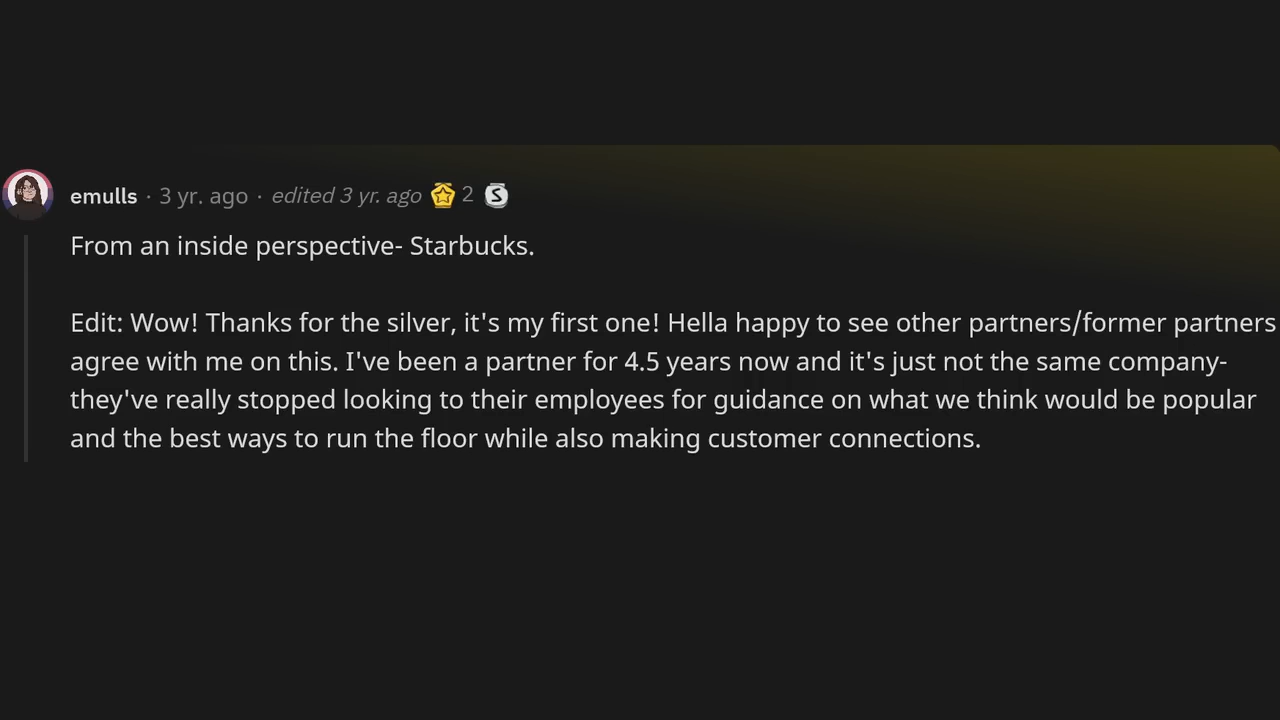 emulls · 3 yr. ago · edited 3 yr. ago 2 S
From an inside perspective- Starbucks.
Edit: Wow! Thanks for the silver, it's my first one! Hella happy to see other partners/former partners
agree with me on this. I've been a partner for 4.5 years now and it's just not the same company-
they've really stopped looking to their employees for guidance on what we think would be popular
and the best ways to run the floor while also making customer connections.